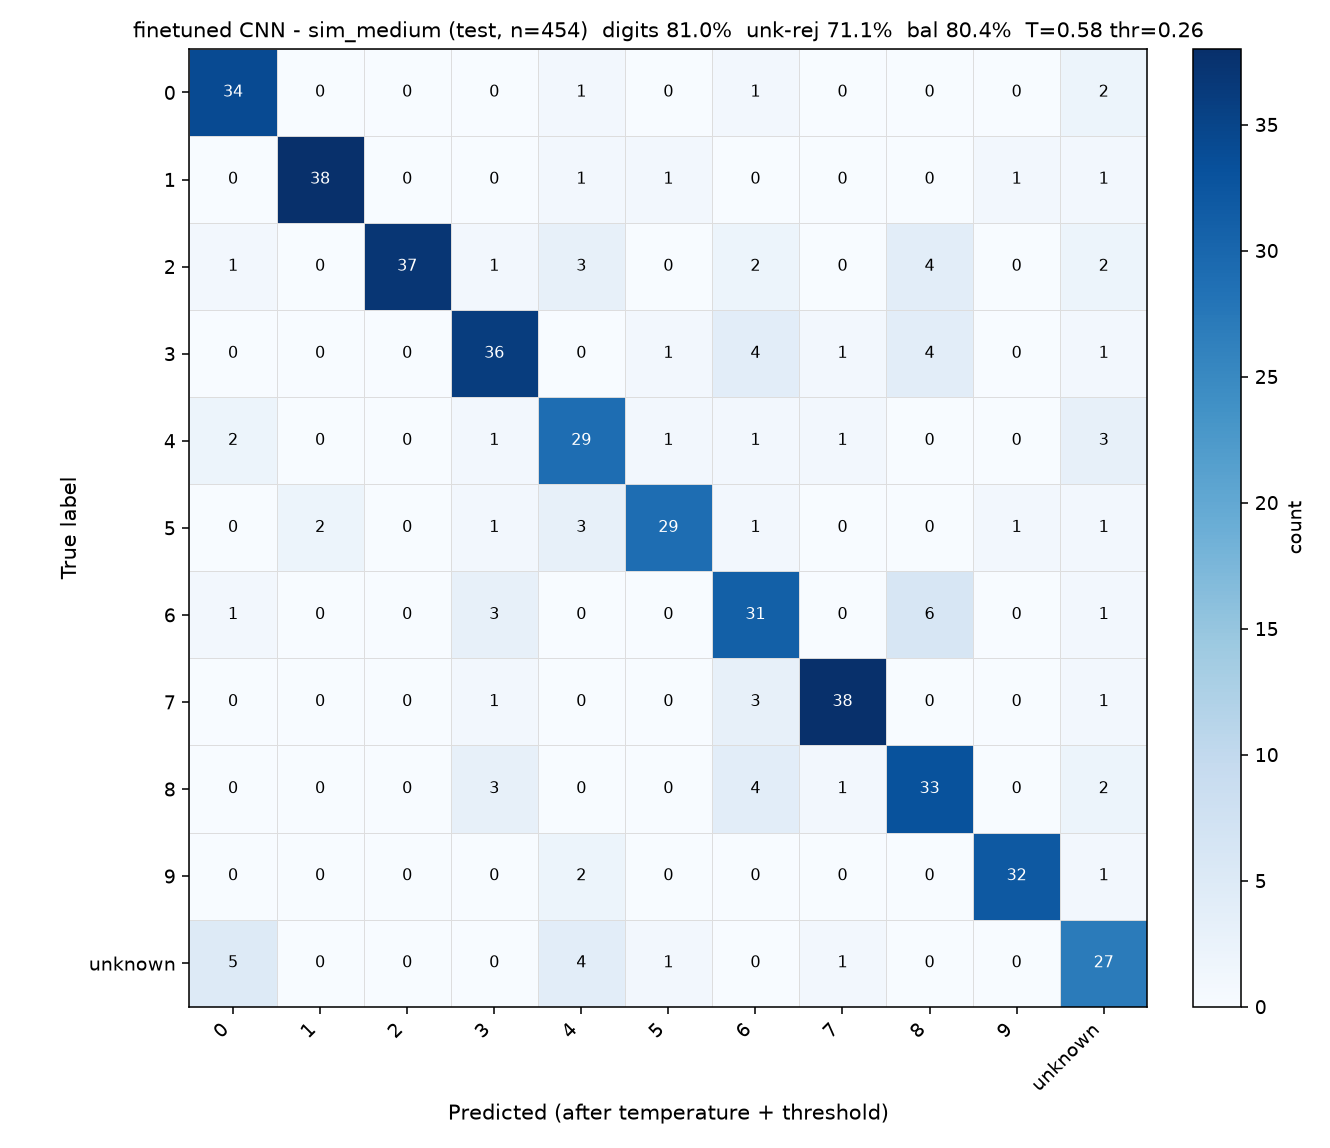 finetuned CNN - sim_medium (test, n=454)  digits 81.0%  unk-rej 71.1%  bal 80.4%  T=0.58 thr=0.26
0 34 0 0 0 1 0 1 0 0 0 2
1 0 38 0 0 1 1 0 0 0 1 1
2 1 0 37 1 3 0 2 0 4 0 2
3 0 0 0 36 0 1 4 1 4 0 1
4 2 0 0 1 29 1 1 1 0 0 3
5 0 2 0 1 3 29 1 0 0 1 1
6 1 0 0 3 0 0 31 0 6 0 1
7 0 0 0 1 0 0 3 38 0 0 1
8 0 0 0 3 0 0 4 1 33 0 2
9 0 0 0 0 2 0 0 0 0 32 1
unknown 5 0 0 0 4 1 0 1 0 0 27
0 1 2 3 4 5 6 7 8 9 unknown
True label
Predicted (after temperature + threshold)
35
30
25
20
15
10
5
0
count